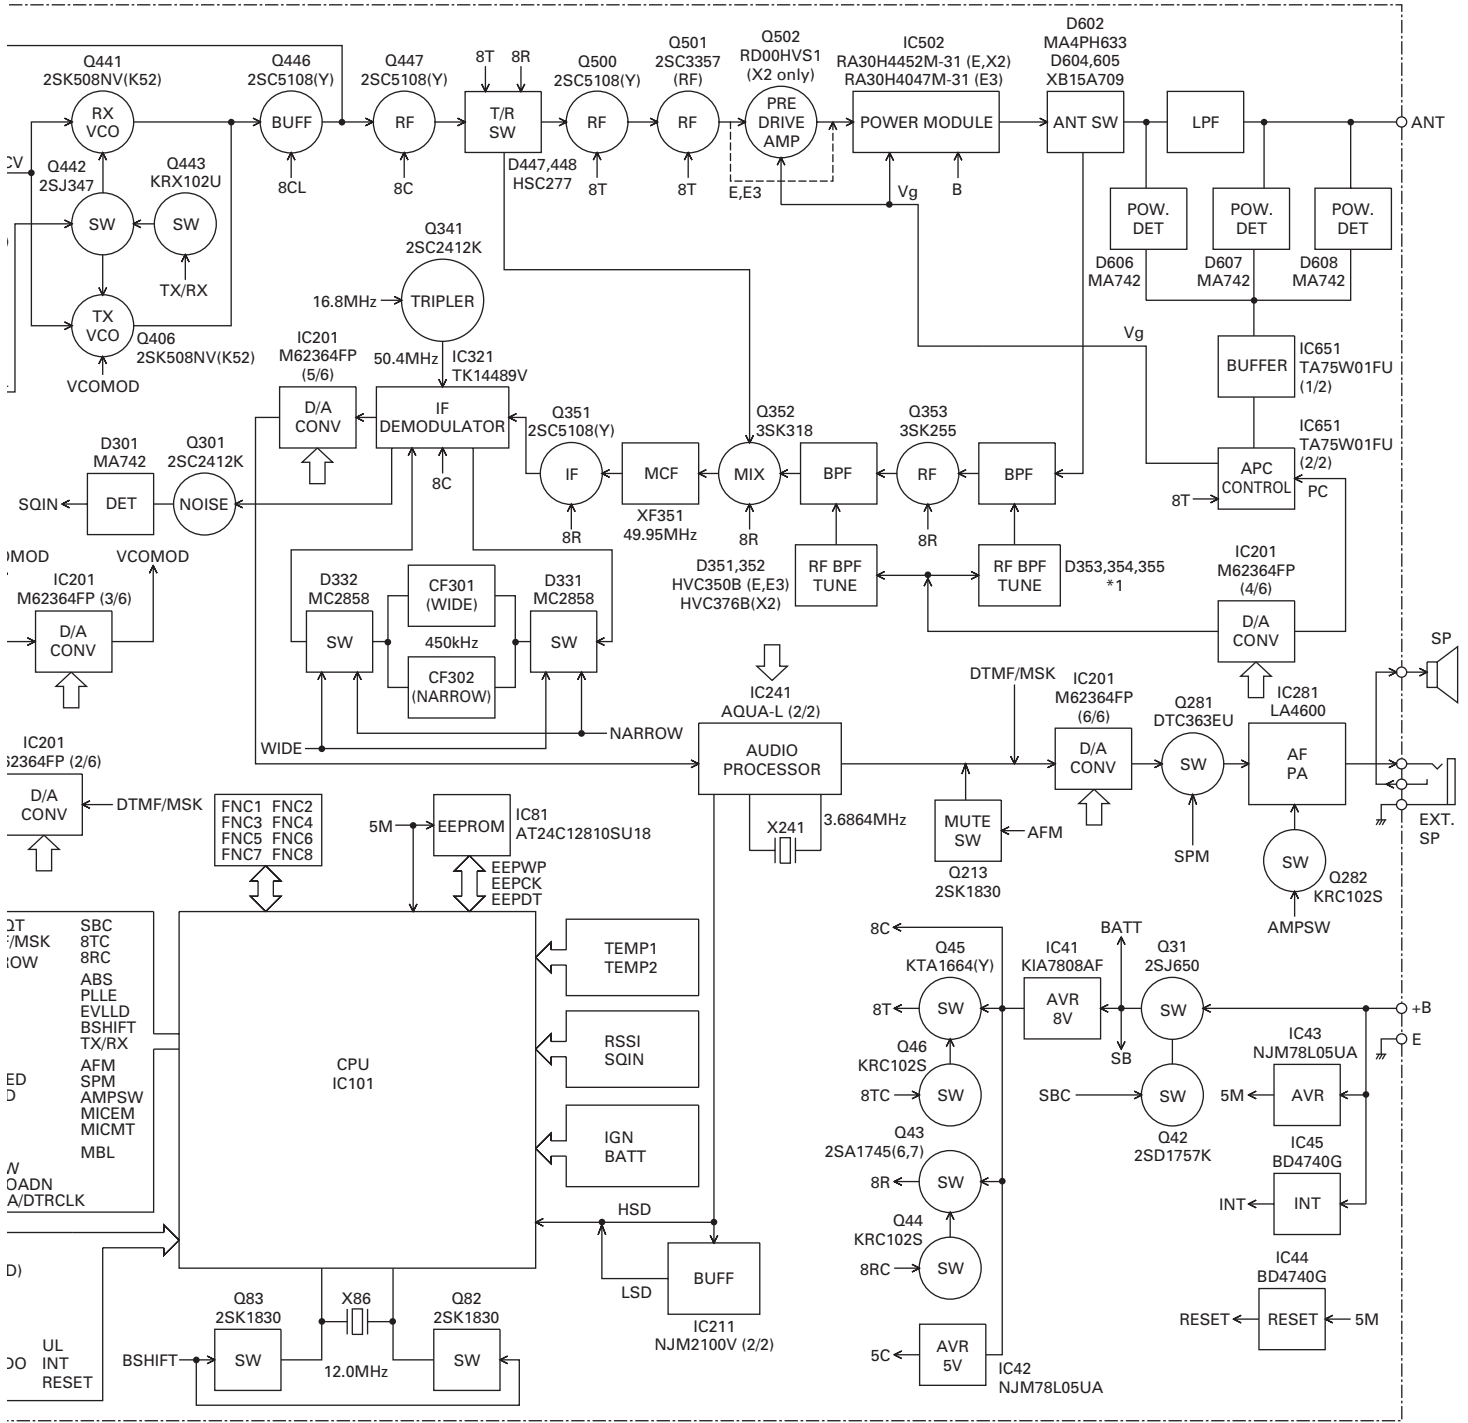 Q441
2SK508NV(K52)
RX
VCO
Q446
2SC5108(Y)
BUFF
8CL
Q447
2SC5108(Y)
RF
8C
8T 8R
T/R
SW
D447,448
HSC277
Q500
2SC5108(Y)
RF
8T
Q501
2SC3357
(RF)
RF
8T
Q502
RD00HVS1
(X2 only)
PRE
DRIVE
AMP
E,E3
IC502
RA30H4452M-31 (E,X2)
RA30H4047M-31 (E3)
POWER MODULE
Vg
B
D602
MA4PH633
D604,605
XB15A709
ANT SW
LPF
ANT
CV
Q442
2SJ347
SW
Q443
KRX102U
SW
TX/RX
TX
VCO
Q406
2SK508NV(K52)
VCOMOD
POW.
DET
D606
MA742
POW.
DET
D607
MA742
POW.
DET
D608
MA742
Q341
2SC2412K
16.8MHz
TRIPLER
50.4MHz
IC201
M62364FP
(5/6)
D/A
CONV
IC321
TK14489V
IF
DEMODULATOR
8C
Vg
BUFFER
IC651
TA75W01FU
(1/2)
IC651
TA75W01FU
(2/2)
APC
CONTROL
PC
8T
D301
MA742
DET
SQIN
Q301
2SC2412K
NOISE
Q351
2SC5108(Y)
IF
8R
MCF
XF351
49.95MHz
Q352
3SK318
MIX
8R
BPF
Q353
3SK255
RF
8R
BPF
D351,352
HVC350B (E,E3)
HVC376B(X2)
RF BPF
TUNE
RF BPF
TUNE
D353,354,355
*1
IC201
M62364FP
(4/6)
D/A
CONV
OMOD
VCOMOD
IC201
M62364FP (3/6)
D/A
CONV
D332
MC2858
SW
CF301
(WIDE)
450kHz
CF302
(NARROW)
D331
MC2858
SW
WIDE
NARROW
IC201
62364FP (2/6)
D/A
CONV
DTMF/MSK
IC241
AQUA-L (2/2)
AUDIO
PROCESSOR
X241
3.6864MHz
DTMF/MSK
MUTE
SW
AFM
Q213
2SK1830
IC201
M62364FP
(6/6)
D/A
CONV
Q281
DTC363EU
SW
SPM
IC281
LA4600
AF
PA
SW
Q282
KRC102S
AMPSW
SP
EXT.
SP
FNC1 FNC2
FNC3 FNC4
FNC5 FNC6
FNC7 FNC8
5M
EEPROM
IC81
AT24C12810SU18
EEPWP
EEPCK
EEPDT
QT
F/MSK
ROW
SBC
8TC
8RC
ABS
PLLE
EVLLD
BSHIFT
TX/RX
AFM
SPM
AMPSW
MICEM
MICMT
MBL
ED
D
W
OADN
A/DTRCLK
CPU
IC101
TEMP1
TEMP2
RSSI
SQIN
IGN
BATT
HSD
LSD
BUFF
IC211
NJM2100V (2/2)
8C
Q45
KTA1664(Y)
8T
SW
Q46
KRC102S
8TC
SW
Q43
2SA1745(6,7)
8R
SW
Q44
KRC102S
8RC
SW
AVR
5V
5C
IC42
NJM78L05UA
IC41
KIA7808AF
AVR
8V
BATT
SB
Q31
2SJ650
SW
SBC
SW
Q42
2SD1757K
+B
E
IC43
NJM78L05UA
5M
AVR
IC45
BD4740G
INT
INT
IC44
BD4740G
RESET
RESET
5M
D)
UL
INT
RESET
DO
Q83
2SK1830
BSHIFT
SW
X86
12.0MHz
Q82
2SK1830
SW